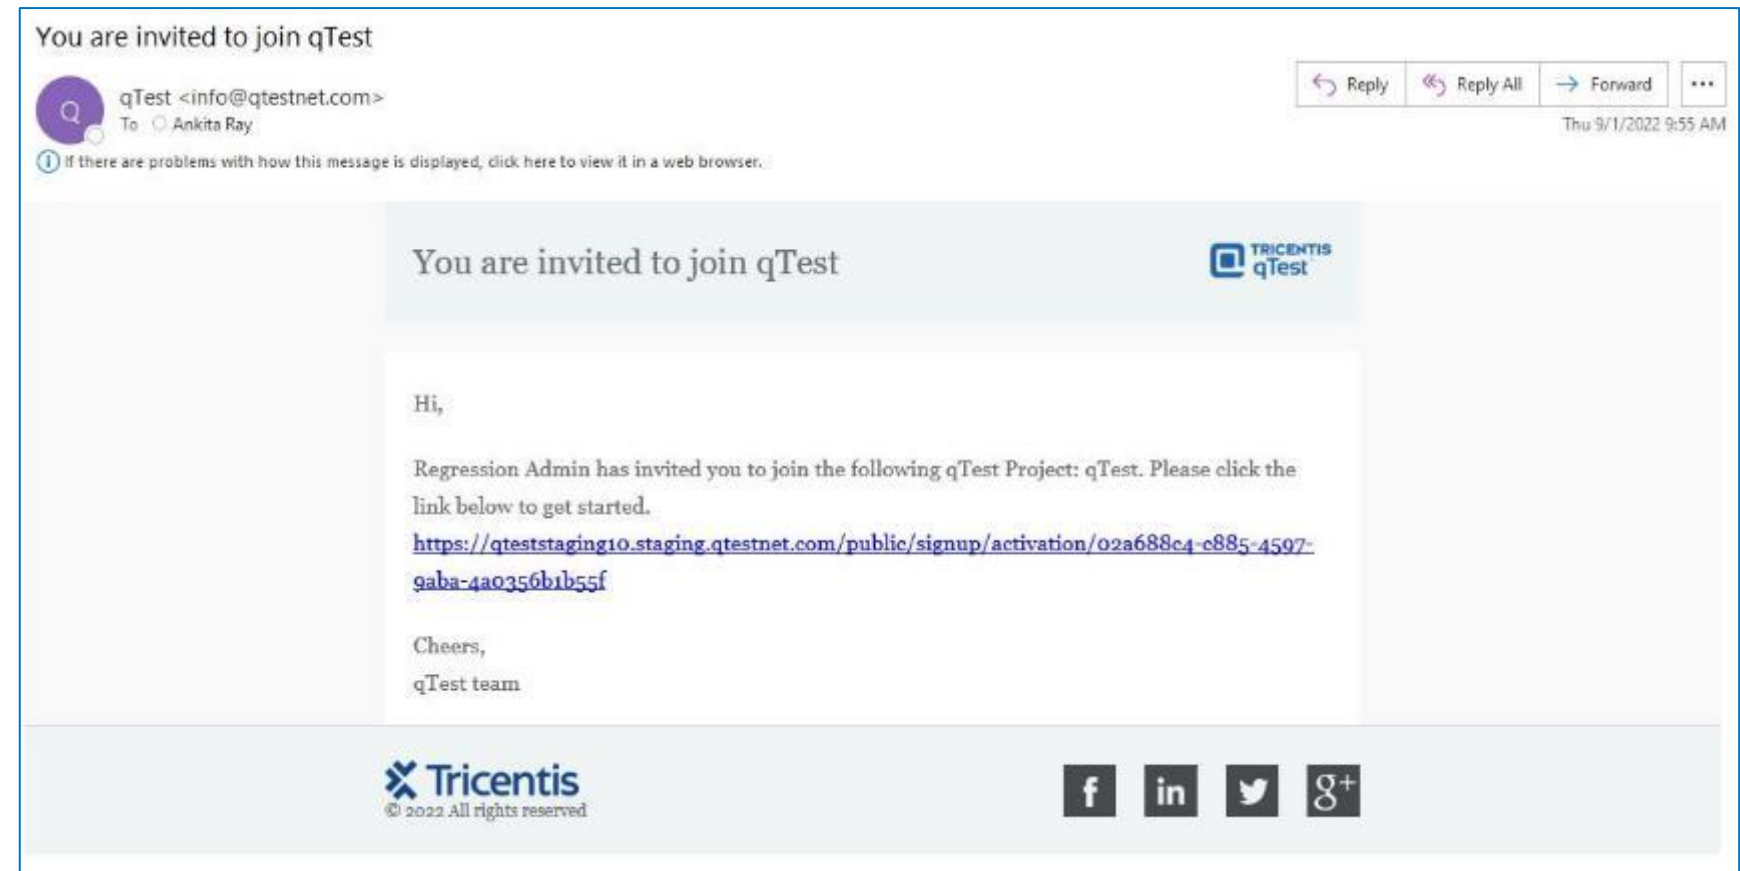 You are invited to join qTest
Q
qTest <info@qtestnet.com>
To Ankita Ray
Reply
Reply All
Forward
Thu 9/1/2022 9:55 AM
If there are problems with how this message is displayed, click here to view it in a web browser.
You are invited to join qTest
TRICENTIS
qTest
Hi,
Regression Admin has invited you to join the following qTest Project: qTest. Please click the
link below to get started.
https://qteststaging10.staging.qtestnet.com/public/signup/activation/02a688c4-c885-4597-
9aba-4a0356b1b55f
Cheers,
qTest team
Tricentis
© 2022 All rights reserved
f
in
g+